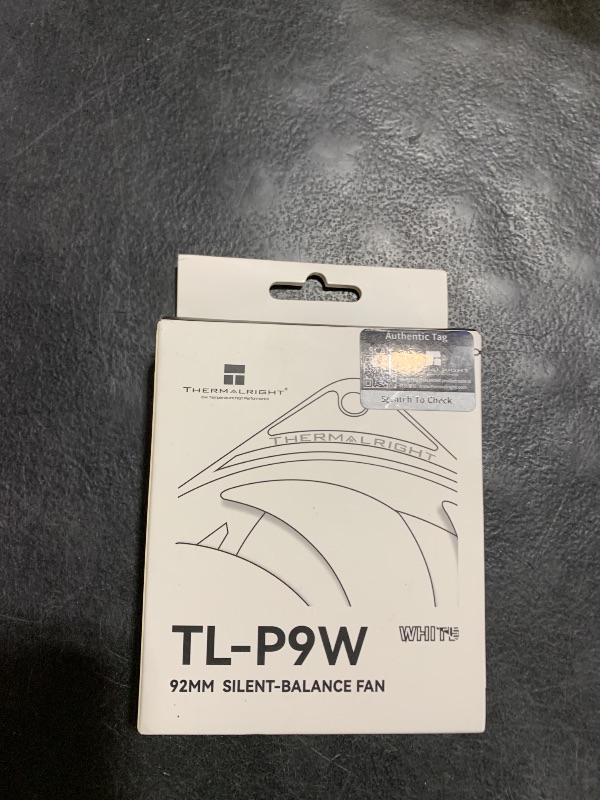 Authentic Tag
Scratch To Check
THERMALRIGHT®
THERMALRIGHT
TL-P9W
WHITE
92MM SILENT-BALANCE FAN